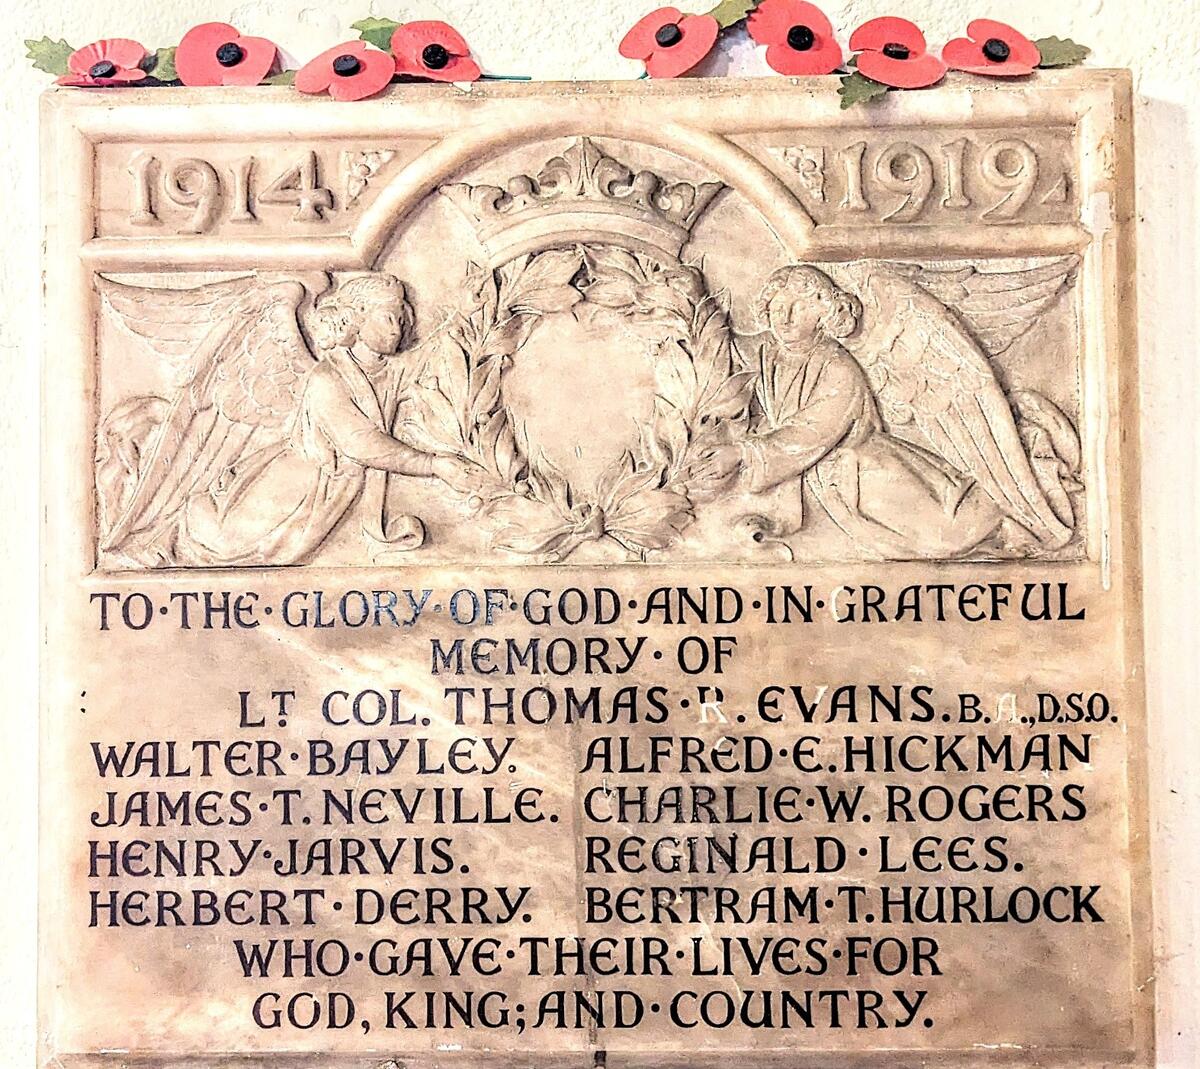 1914 1919
TO·THE·GLORY·OF·GOD·AND·IN·GRATEFUL
MEMORY·OF
LT COL. THOMAS·R.EVANS.B.A.,D.S.O.
WALTER·BAYLEY. ALFRED·E.HICKMAN
JAMES·T.NEVILLE. CHARLIE·W. ROGERS
HENRY·JARVIS. REGINALD·LEES.
HERBERT·DERRY. BERTRAM·T.HURLOCK
WHO·GAVE·THEIR·LIVES·FOR
GOD, KING; AND·COUNTRY.